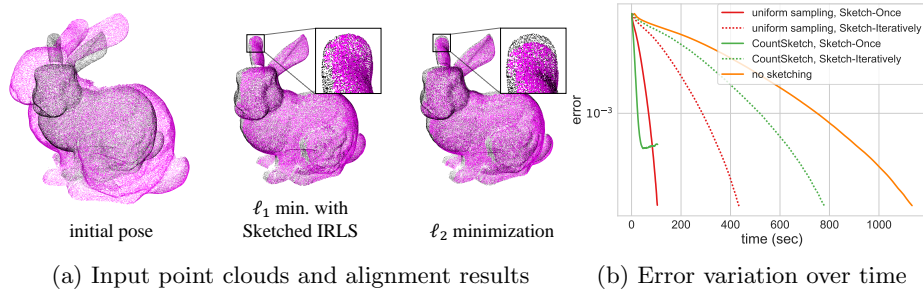 initial pose
ℓ₁ min. with
Sketched IRLS
ℓ₂ minimization
(a) Input point clouds and alignment results
uniform sampling, Sketch-Once
uniform sampling, Sketch-Iteratively
CountSketch, Sketch-Once
CountSketch, Sketch-Iteratively
no sketching
error
10⁻³
0 200 400 600 800 1000
time (sec)
(b) Error variation over time